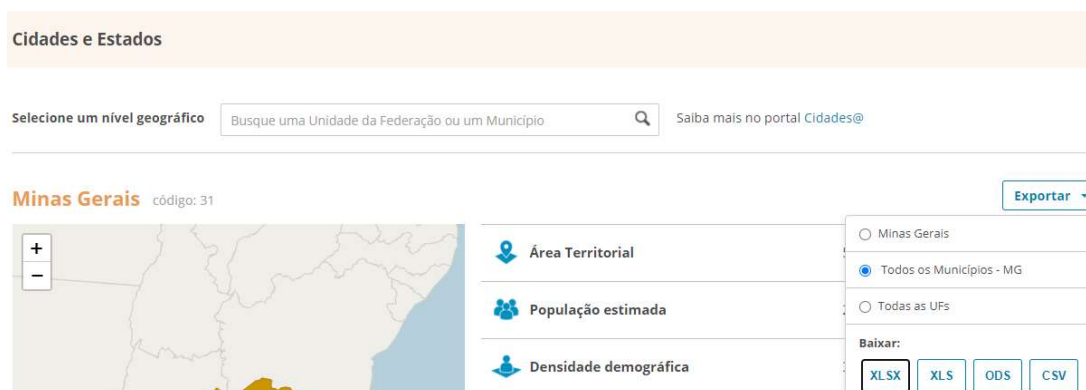 Cidades e Estados
Selecione um nível geográfico
Busque uma Unidade da Federação ou um Município
Saiba mais no portal Cidades@
Minas Gerais código: 31
Exportar
+
−
Área Territorial
População estimada
Densidade demográfica
Minas Gerais
Todos os Municípios - MG
Todas as UFs
Baixar:
XLSX XLS ODS CSV